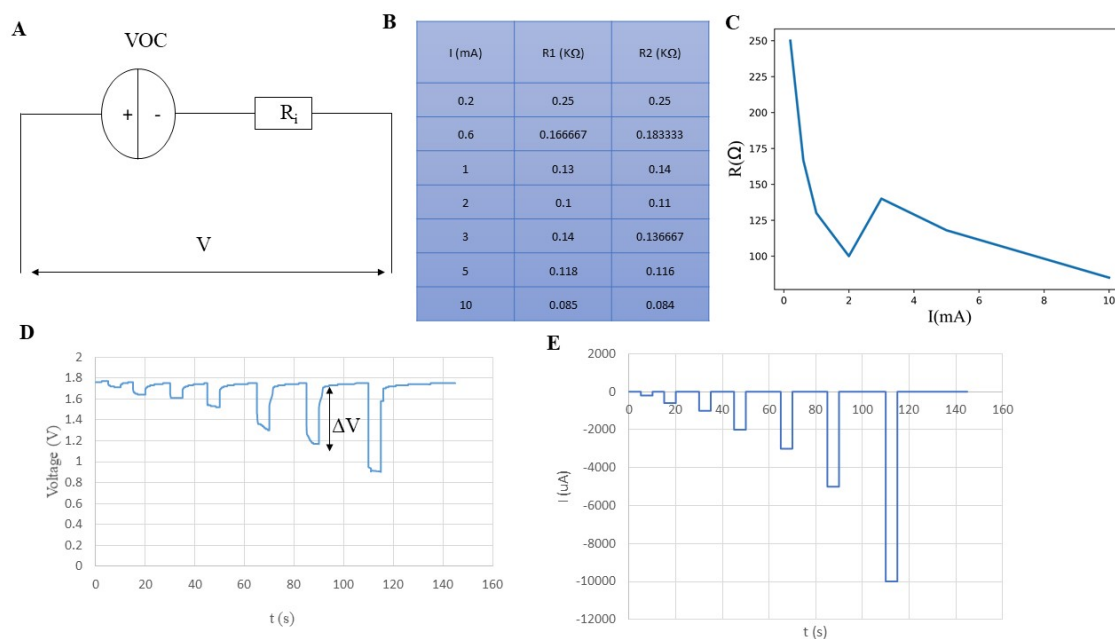 A
VOC
+ -
Ri
V
B
I (mA) R1 (KΩ) R2 (KΩ)
0.2 0.25 0.25
0.6 0.166667 0.183333
1 0.13 0.14
2 0.1 0.11
3 0.14 0.136667
5 0.118 0.116
10 0.085 0.084
C
250
225
200
175
150
125
100
R(Ω)
0 2 4 6 8 10
I(mA)
D
2
1.8
1.6
1.4
1.2
1
0.8
0.6
0.4
0.2
0
Voltage (V)
ΔV
0 20 40 60 80 100 120 140 160
t (s)
E
2000
0
-2000
-4000
-6000
-8000
-10000
-12000
I (uA)
0 20 40 60 80 100 120 140 160
t (s)